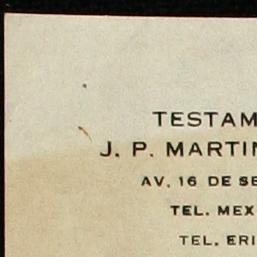 TESTAM
J. P. MARTIN
AV. 16 DE SE
TEL. MEX
TEL. ERI